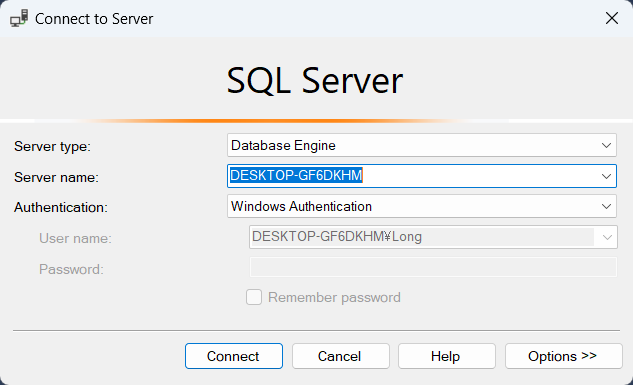 Connect to Server
SQL Server
Server type: Database Engine
Server name: DESKTOP-GF6DKHM
Authentication: Windows Authentication
User name: DESKTOP-GF6DKHM¥Long
Password:
Remember password
Connect Cancel Help Options >>